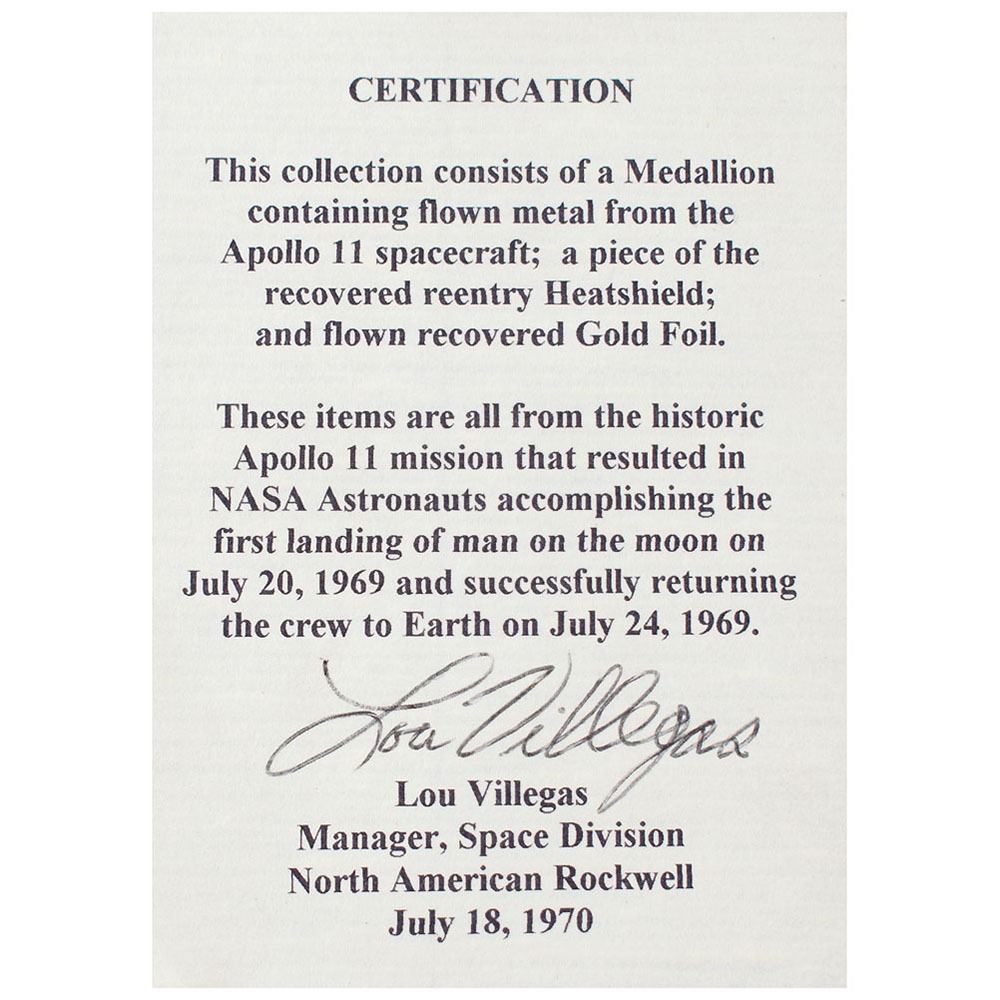 CERTIFICATION
This collection consists of a Medallion
containing flown metal from the
Apollo 11 spacecraft;  a piece of the
recovered reentry Heatshield;
and flown recovered Gold Foil.
These items are all from the historic
Apollo 11 mission that resulted in
NASA Astronauts accomplishing the
first landing of man on the moon on
July 20, 1969 and successfully returning
the crew to Earth on July 24, 1969.
Lou Villegas
Lou Villegas
Manager, Space Division
North American Rockwell
July 18, 1970